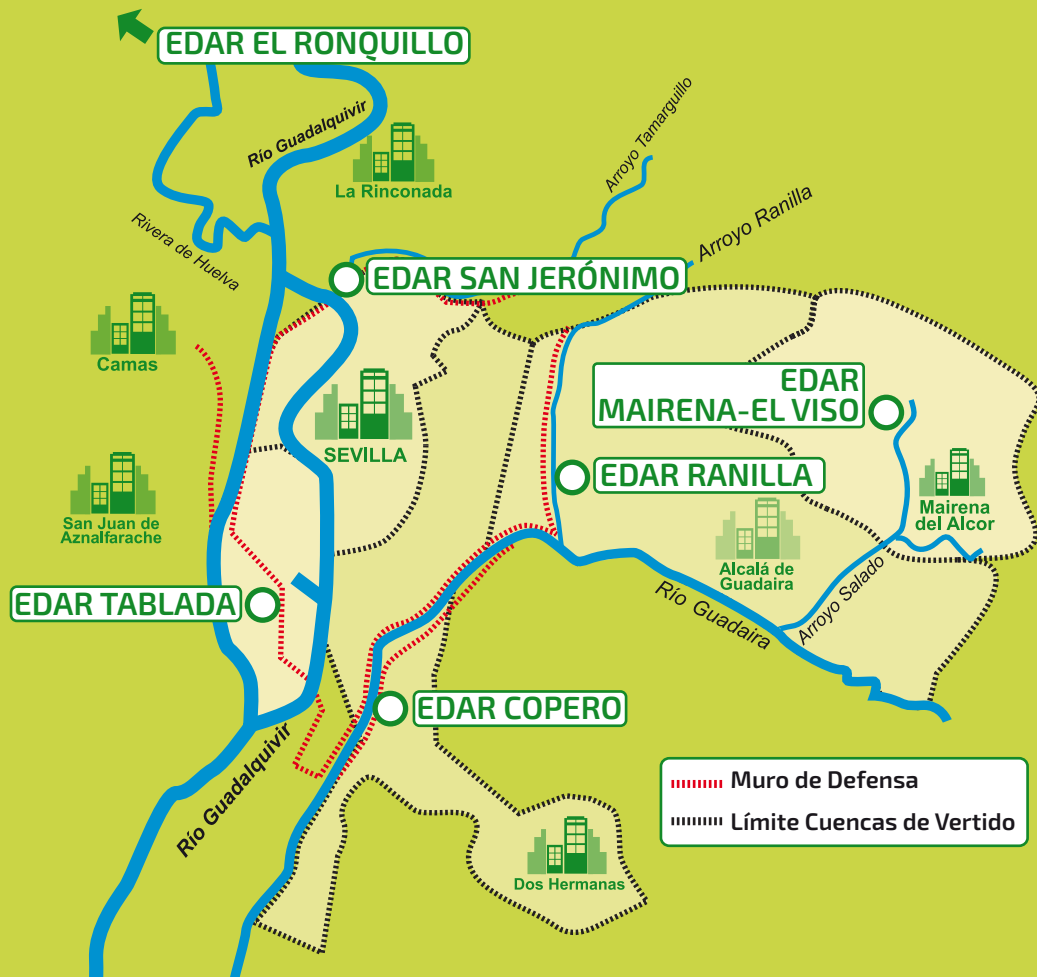 EDAR EL RONQUILLO
Río Guadalquivir
La Rinconada
Arroyo Tamarguillo
Arroyo Ranilla
Rivera de Huelva
EDAR SAN JERÓNIMO
Camas
EDAR
MAIRENA-EL VISO
SEVILLA
EDAR RANILLA
San Juan de
Aznalfarache
Mairena
del Alcor
Alcalá de
Guadaira
Arroyo Salado
Río Guadaira
EDAR TABLADA
EDAR COPERO
Río Guadalquivir
Muro de Defensa
Límite Cuencas de Vertido
Dos Hermanas